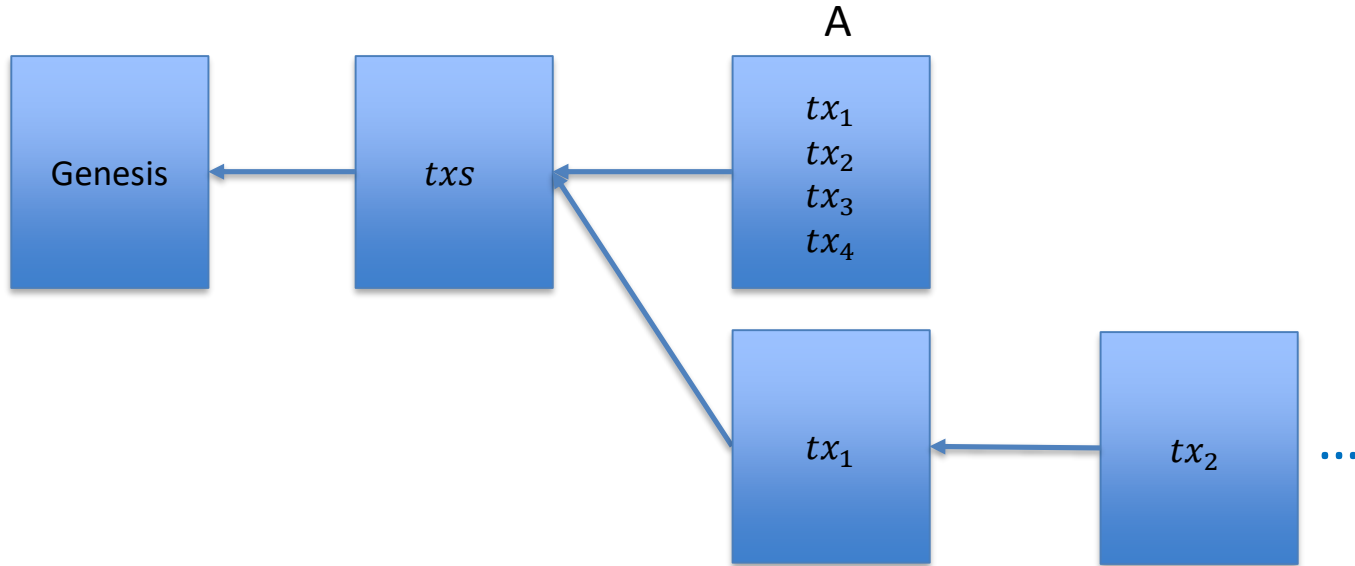 A
Genesis
txs
tx₁
tx₂
tx₃
tx₄
tx₁
tx₂
...